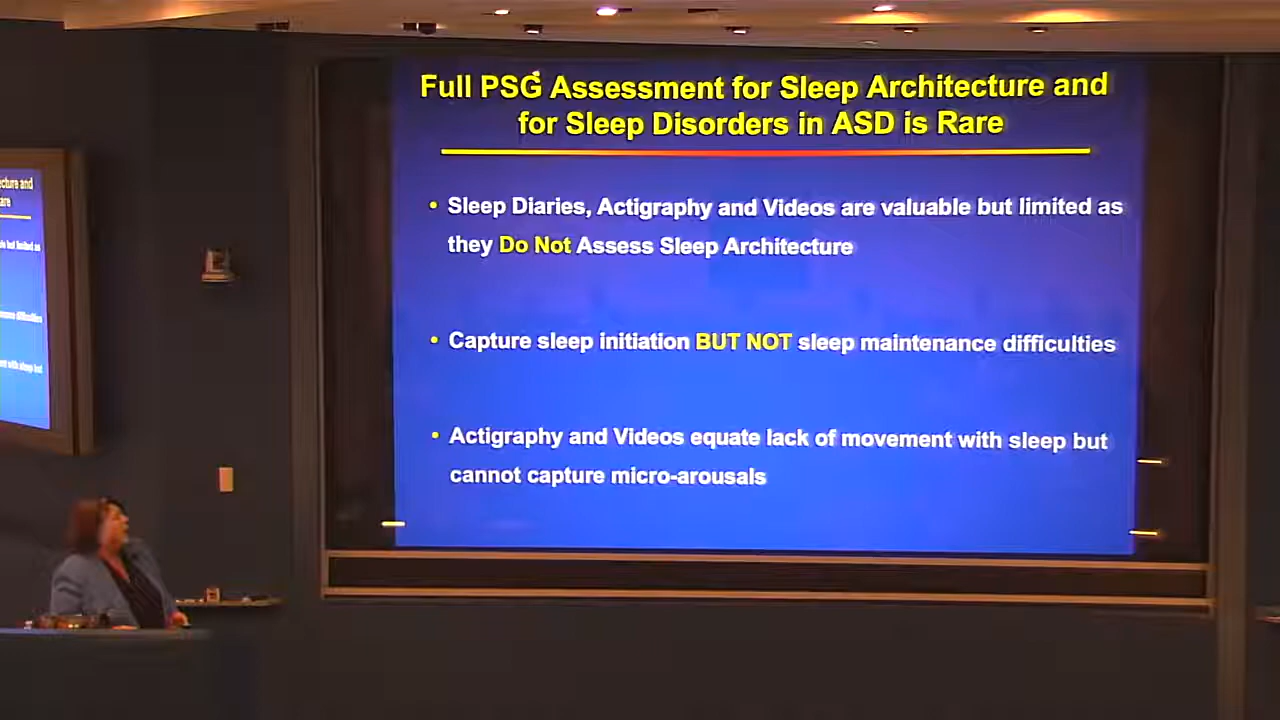 Full PSG Assessment for Sleep Architecture and
for Sleep Disorders in ASD is Rare
• Sleep Diaries, Actigraphy and Videos are valuable but limited as
they Do Not Assess Sleep Architecture
• Capture sleep initiation BUT NOT sleep maintenance difficulties
• Actigraphy and Videos equate lack of movement with sleep but
cannot capture micro-arousals